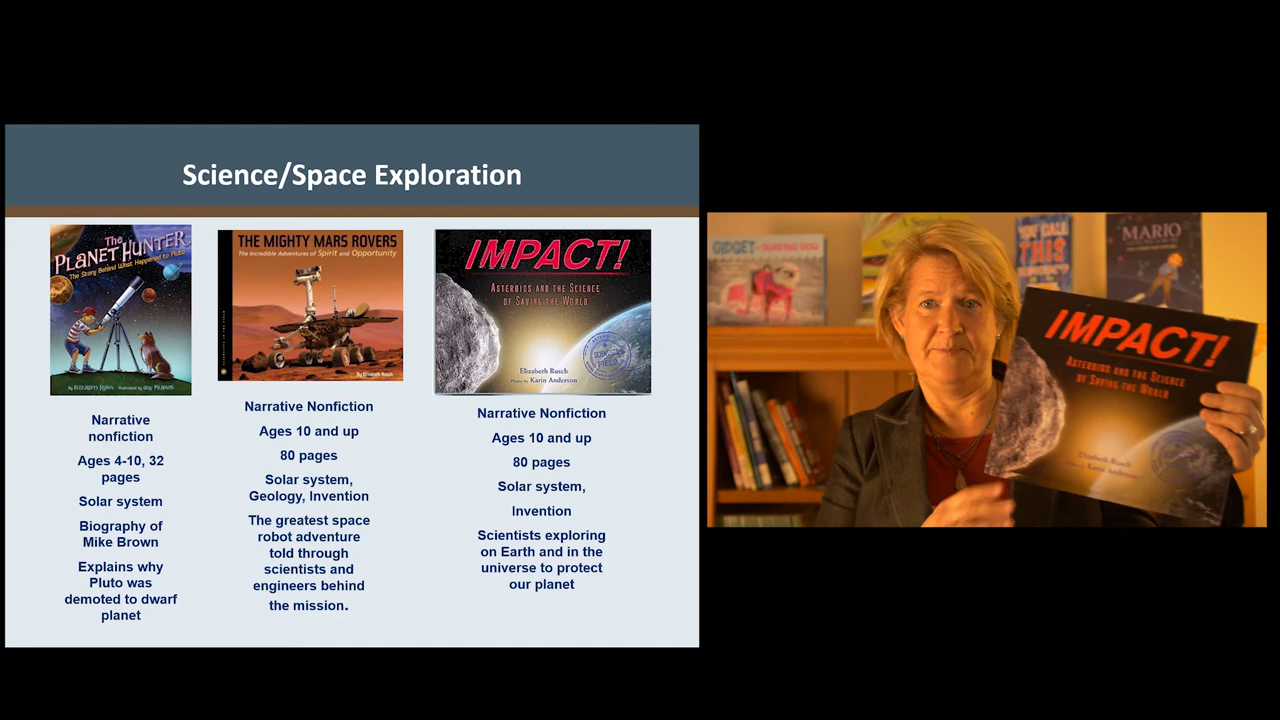 Science/Space Exploration
The
PLANET HUNTER
The Story Behind What Happened to Pluto
by ELIZABETH RUSCH
Narrative
nonfiction
Ages 4-10, 32
pages
Solar system
Biography of
Mike Brown
Explains why
Pluto was
demoted to dwarf
planet
THE MIGHTY MARS ROVERS
The Incredible Adventures of Spirit and Opportunity
By Elizabeth Rusch
Narrative Nonfiction
Ages 10 and up
80 pages
Solar system,
Geology, Invention
The greatest space
robot adventure
told through
scientists and
engineers behind
the mission.
IMPACT!
ASTEROIDS AND THE SCIENCE
OF SAVING THE WORLD
Elizabeth Rusch
Photos by Karin Anderson
Narrative Nonfiction
Ages 10 and up
80 pages
Solar system,
Invention
Scientists exploring
on Earth and in the
universe to protect
our planet
GIDGET
YOU CALL
THIS
MARIO
IMPACT!
ASTEROIDS AND THE SCIENCE
OF SAVING THE WORLD
Elizabeth Rusch
Karin Anderson